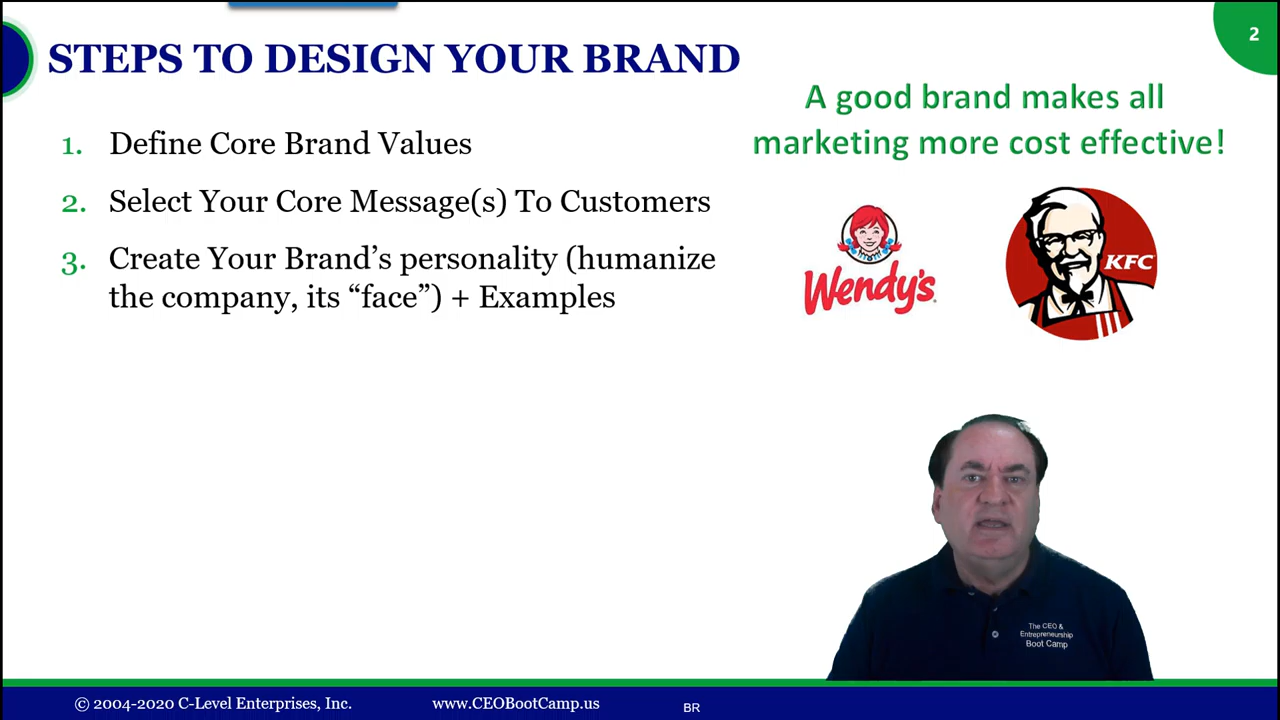 2
STEPS TO DESIGN YOUR BRAND
A good brand makes all
marketing more cost effective!
1. Define Core Brand Values
2. Select Your Core Message(s) To Customers
3. Create Your Brand’s personality (humanize
the company, its “face”) + Examples
Wendy's
KFC
The CEO &
Entrepreneurship
Boot Camp
© 2004-2020 C-Level Enterprises, Inc.
www.CEOBootCamp.us
BR